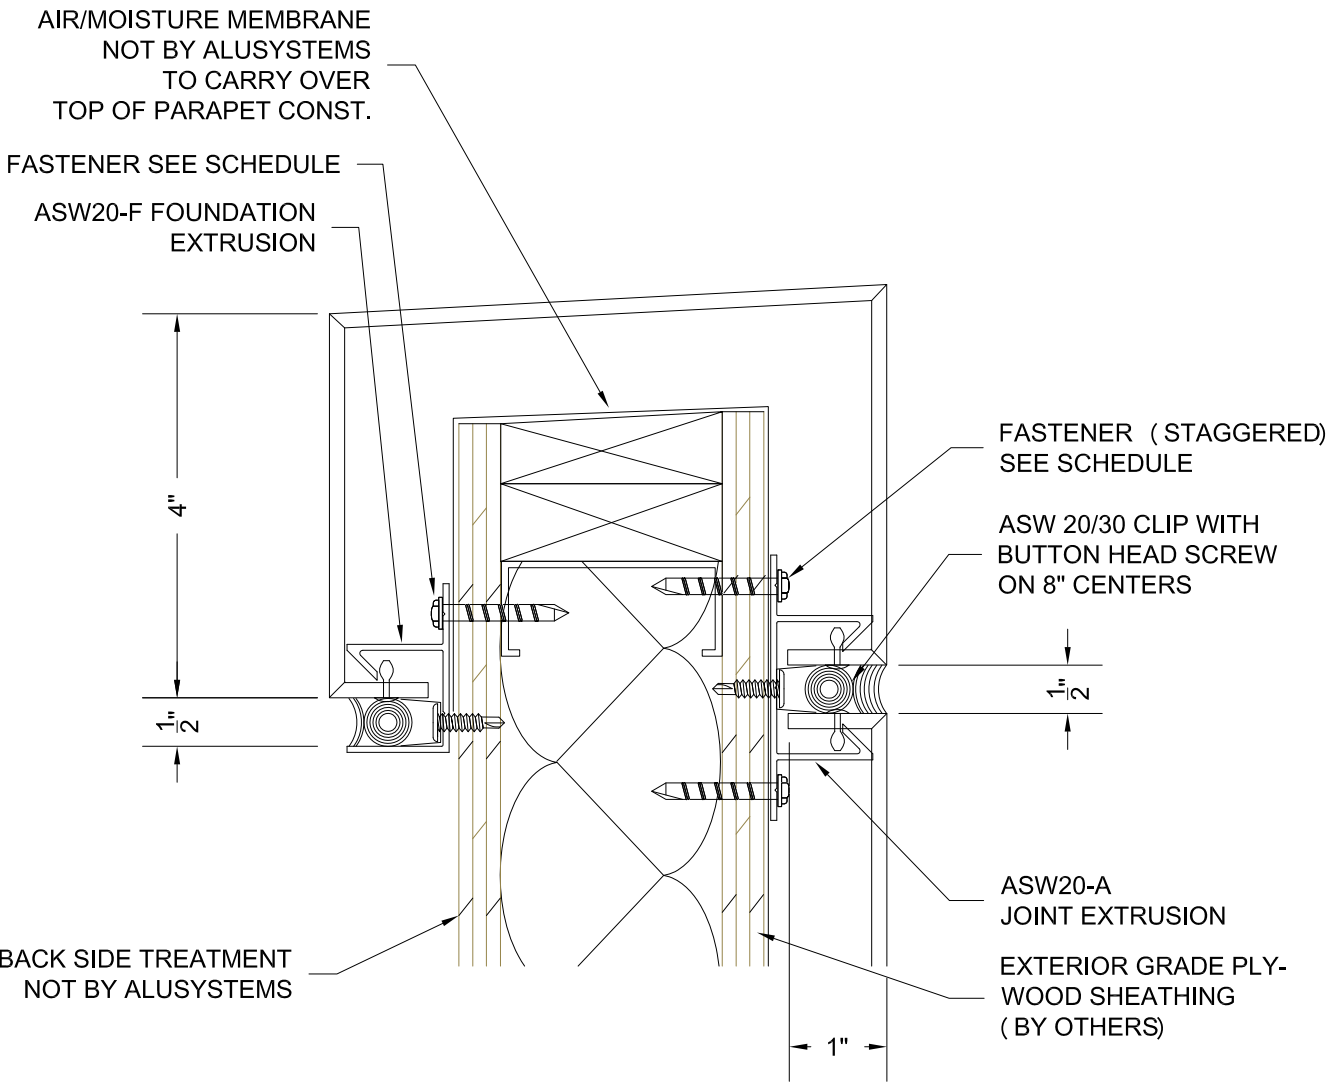 AIR/MOISTURE MEMBRANE
NOT BY ALUSYSTEMS
TO CARRY OVER
TOP OF PARAPET CONST.
FASTENER SEE SCHEDULE
ASW20-F FOUNDATION
EXTRUSION
4"
1"
2
FASTENER ( STAGGERED)
SEE SCHEDULE
ASW 20/30 CLIP WITH
BUTTON HEAD SCREW
ON 8" CENTERS
1"
2
ASW20-A
JOINT EXTRUSION
BACK SIDE TREATMENT
NOT BY ALUSYSTEMS
EXTERIOR GRADE PLY-
WOOD SHEATHING
( BY OTHERS)
1"